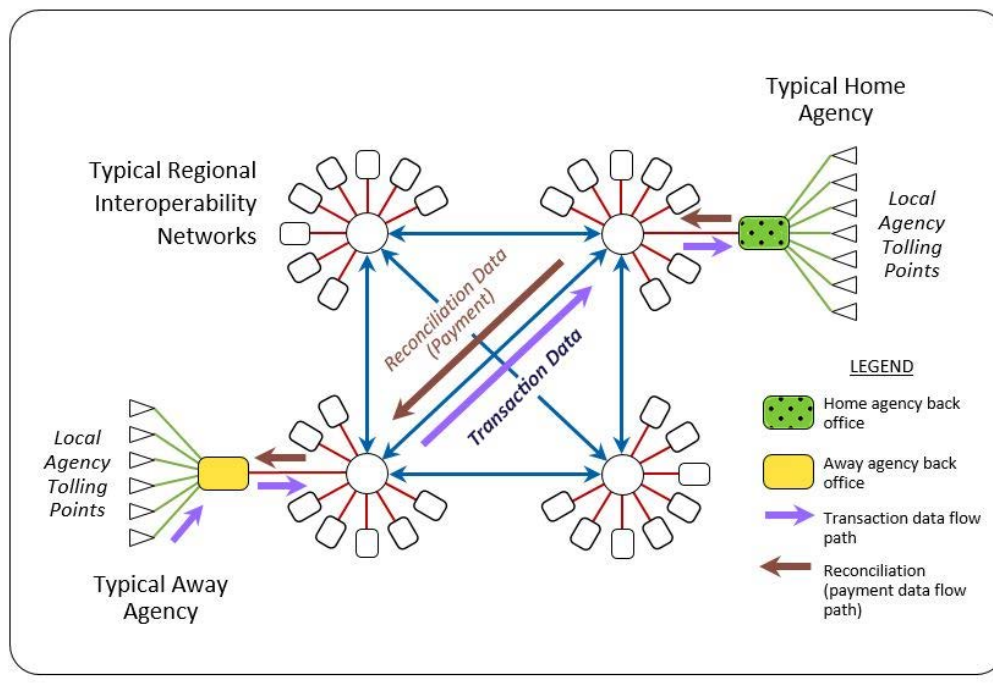 Typical Home
Agency
Typical Regional
Interoperability
Networks
Local
Agency
Tolling
Points
Reconciliation Data
(Payment)
Transaction Data
Local
Agency
Tolling
Points
Typical Away
Agency
LEGEND
Home agency back
office
Away agency back
office
Transaction data flow
path
Reconciliation
(payment data flow
path)